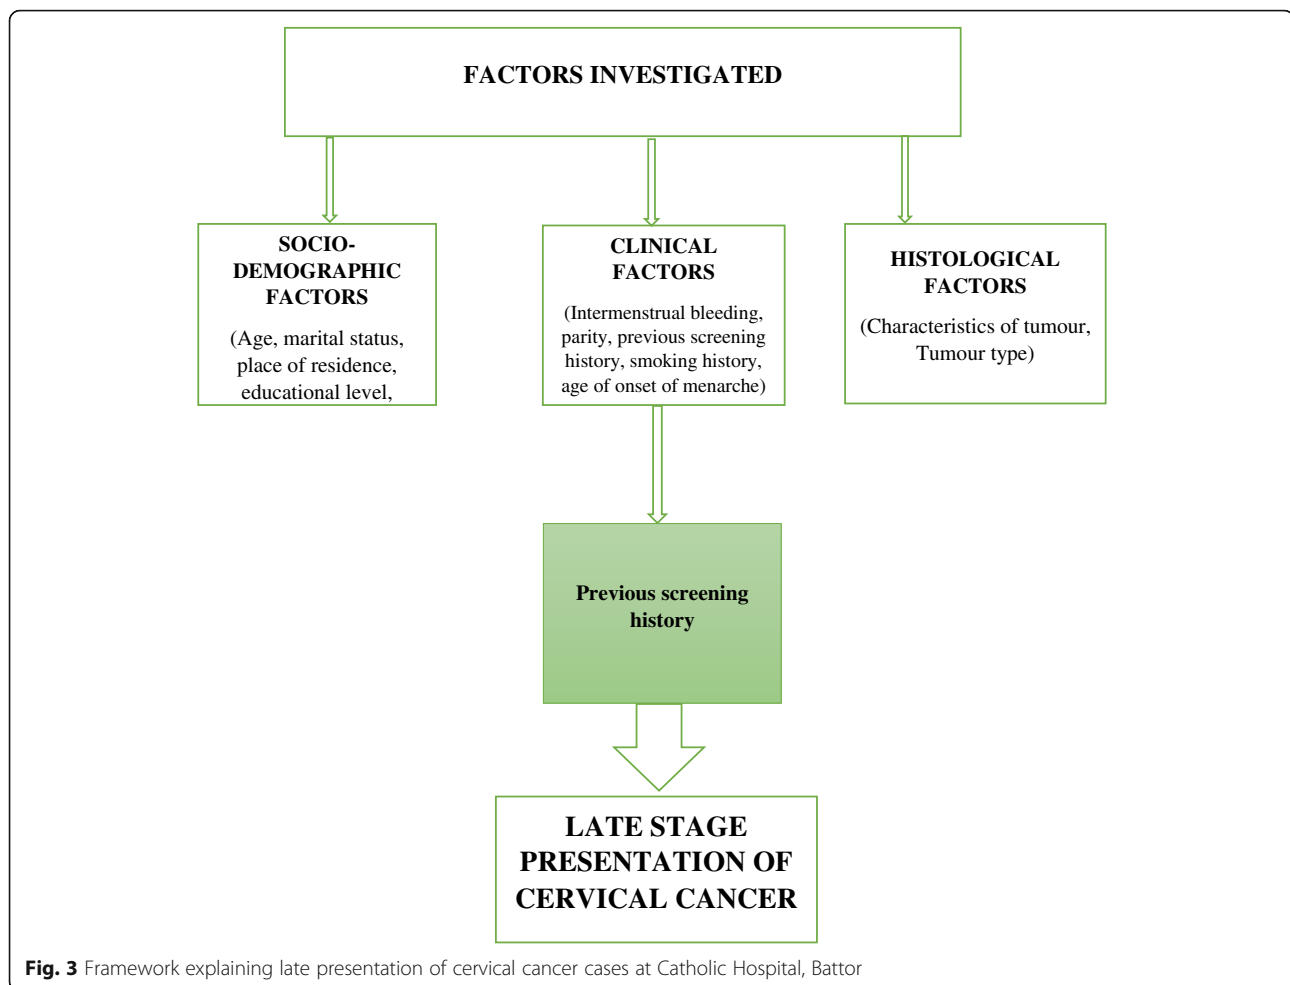 FACTORS INVESTIGATED
SOCIO-
DEMOGRAPHIC
FACTORS
(Age, marital status,
place of residence,
educational level,
CLINICAL
FACTORS
(Intermenstrual bleeding,
parity, previous screening
history, smoking history,
age of onset of menarche)
HISTOLOGICAL
FACTORS
(Characteristics of tumour,
Tumour type)
Previous screening
history
LATE STAGE
PRESENTATION OF
CERVICAL CANCER
Fig. 3 Framework explaining late presentation of cervical cancer cases at Catholic Hospital, Battor